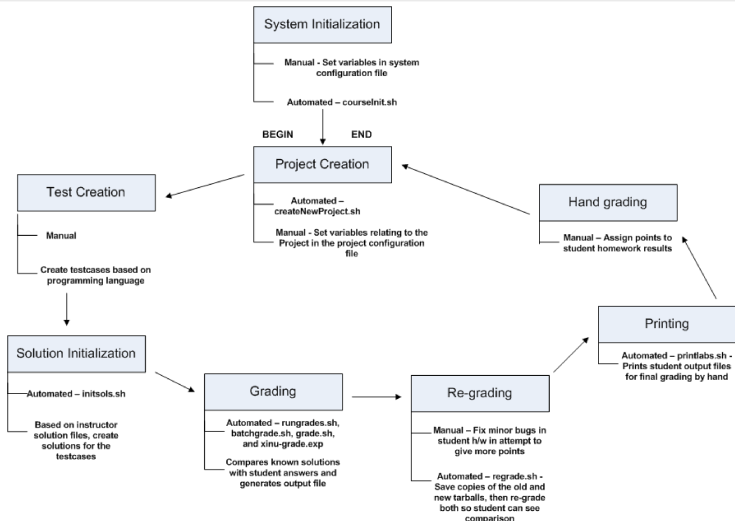 System Initialization
Manual - Set variables in system
configuration file
Automated – courseInit.sh
BEGIN
END
Project Creation
Automated –
createNewProject.sh
Manual - Set variables relating to the
Project in the project configuration
file
Test Creation
Manual
Create testcases based on
programming language
Solution Initialization
Automated – initsols.sh
Based on instructor
solution files, create
solutions for the
testcases
Grading
Automated – rungrades.sh,
batchgrade.sh, grade.sh,
and xinu-grade.exp
Compares known solutions
with student answers and
generates output file
Re-grading
Manual – Fix minor bugs in
student h/w in attempt to
give more points
Automated – regrade.sh -
Save copies of the old and
new tarballs, then re-grade
both so student can see
comparison
Printing
Automated – printlabs.sh -
Prints student output files
for final grading by hand
Hand grading
Manual – Assign points to
student homework results